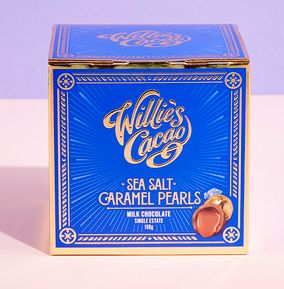 Willie's
Cacao
SEA SALT
CARAMEL PEARLS
MILK CHOCOLATE
SINGLE ESTATE
150g